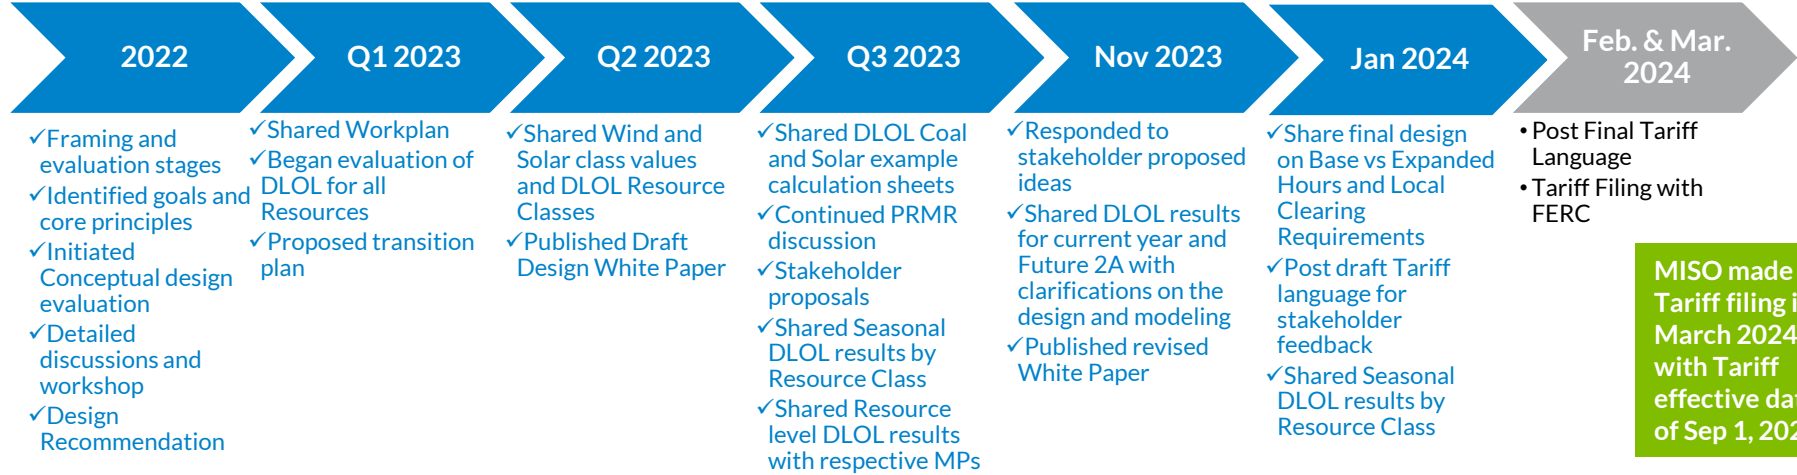 2022
✓Framing and
evaluation stages
✓Identified goals and
core principles
✓Initiated
Conceptual design
evaluation
✓Detailed
discussions and
workshop
✓Design
Recommendation
Q1 2023
✓Shared Workplan
✓Began evaluation of
DLOL for all
Resources
✓Proposed transition
plan
Q2 2023
✓Shared Wind and
Solar class values
and DLOL Resource
Classes
✓Published Draft
Design White Paper
Q3 2023
✓Shared DLOL Coal
and Solar example
calculation sheets
✓Continued PRMR
discussion
✓Stakeholder
proposals
✓Shared Seasonal
DLOL results by
Resource Class
✓Shared Resource
level DLOL results
with respective MPs
Nov 2023
✓Responded to
stakeholder proposed
ideas
✓Shared DLOL results
for current year and
Future 2A with
clarifications on the
design and modeling
✓Published revised
White Paper
Jan 2024
✓Share final design
on Base vs Expanded
Hours and Local
Clearing
Requirements
✓Post draft Tariff
language for
stakeholder
feedback
✓Shared Seasonal
DLOL results by
Resource Class
Feb. & Mar.
2024
• Post Final Tariff
Language
• Tariff Filing with
FERC
MISO made
Tariff filing
March 2024
with Tariff
effective
of Sep 1,